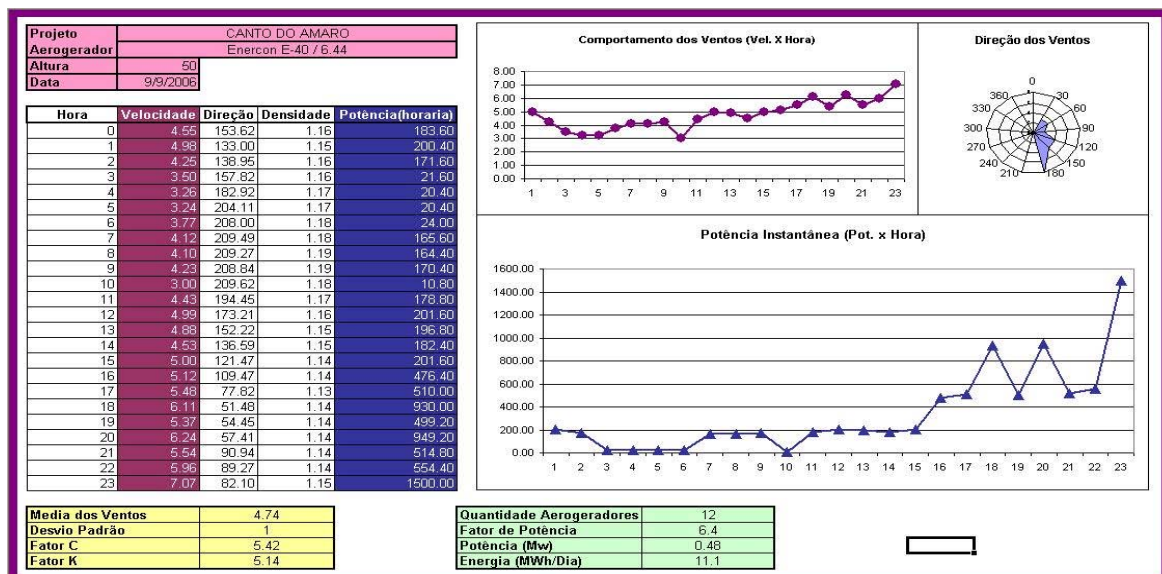 Projeto CANTO DO AMARO
Aerogerador Enercon E-40 / 6.44
Altura 50
Data 9/9/2006
Hora Velocidade Direção Densidade Potência(horaria)
0 4.55 153.62 1.16 183.60
1 4.98 133.00 1.15 200.40
2 4.25 138.95 1.16 171.60
3 3.50 157.82 1.16 21.60
4 3.26 182.92 1.17 20.40
5 3.24 204.11 1.17 20.40
6 3.77 208.00 1.18 24.00
7 4.12 209.49 1.18 165.60
8 4.10 209.27 1.19 164.40
9 4.23 208.84 1.19 170.40
10 3.00 209.62 1.18 10.80
11 4.43 194.45 1.17 178.80
12 4.99 173.21 1.16 201.60
13 4.88 152.22 1.15 196.80
14 4.53 136.59 1.15 182.40
15 5.00 121.47 1.14 201.60
16 5.12 109.47 1.14 476.40
17 5.48 77.82 1.13 510.00
18 6.11 51.48 1.14 930.00
19 5.37 54.45 1.14 499.20
20 6.24 57.41 1.14 949.20
21 5.54 90.94 1.14 514.80
22 5.96 89.27 1.14 554.40
23 7.07 82.10 1.15 1500.00
Comportamento dos Ventos (Vel. X Hora)
8.00
7.00
6.00
5.00
4.00
3.00
2.00
1.00
0.00
1 3 5 7 9 11 13 15 17 19 21 23
Direção dos Ventos
0
360 30
330 60
300 90
270 120
240 150
210 180
Potência Instantânea (Pot. x Hora)
1600.00
1400.00
1200.00
1000.00
800.00
600.00
400.00
200.00
0.00
1 2 3 4 5 6 7 8 9 10 11 12 13 14 15 16 17 18 19 20 21 22 23
Media dos Ventos 4.74
Desvio Padrão 1
Fator C 5.42
Fator K 5.14
Quantidade Aerogeradores 12
Fator de Potência 6.4
Potência (Mw) 0.48
Energia (MWh/Dia) 11.1